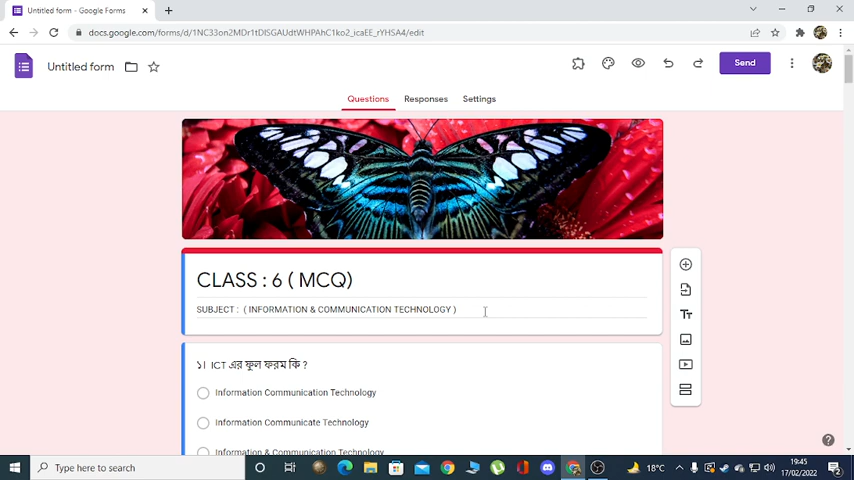 Untitled form - Google Forms
docs.google.com/forms/d/1NC33on2MDr1tDISGAUdtWHPAhC1ko2_icaEE_rYHSA4/edit
Untitled form
Send
Questions Responses Settings
CLASS : 6 ( MCQ)
SUBJECT : ( INFORMATION & COMMUNICATION TECHNOLOGY )
১। ICT এর ফুল ফরম কি ?
Information Communication Technology
Information Communicate Technology
Information & Communication Technology
Type here to search
18°C
19:45
17/02/2022
2